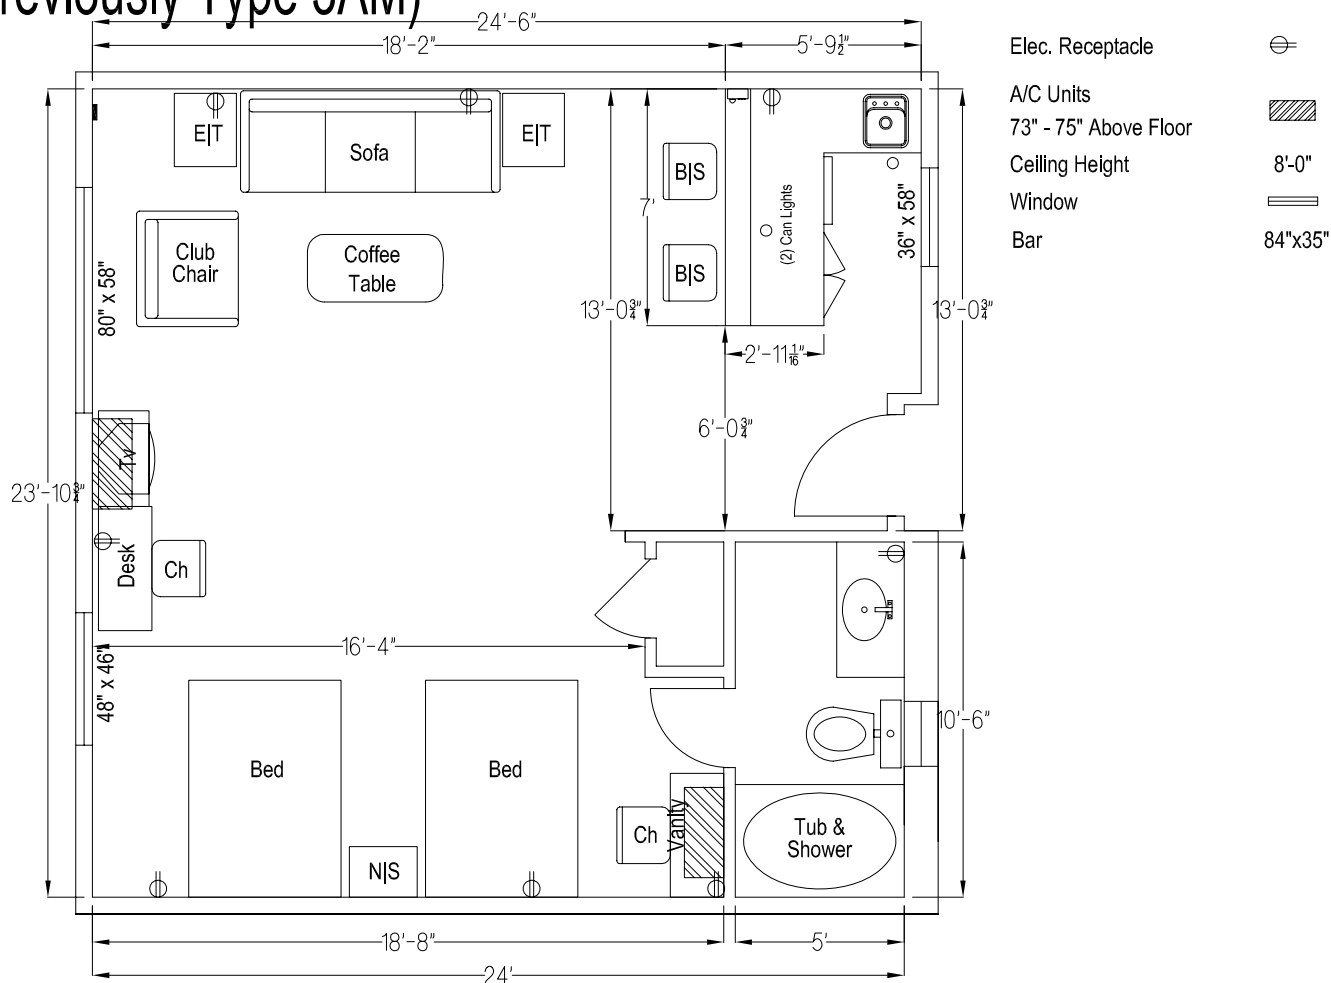 reviously Type 5AM)
24'-6"
18'-2"
5'-9½"
Elec. Receptacle
A/C Units
73" - 75" Above Floor
Ceiling Height 8'-0"
Window
Bar 84"x35"
E|T
Sofa
E|T
B|S
7'
(2) Can Lights
36" x 58"
Club
Chair
Coffee
Table
B|S
80" x 58"
13'-0¾"
13'-0¾"
2'-11 1/16"
6'-0¾"
Tv
23'-10¾"
Desk
Ch
16'-4"
48" x 46"
10'-6"
Bed
Bed
Ch
Vanity
Tub &
Shower
N|S
18'-8"
5'
24'